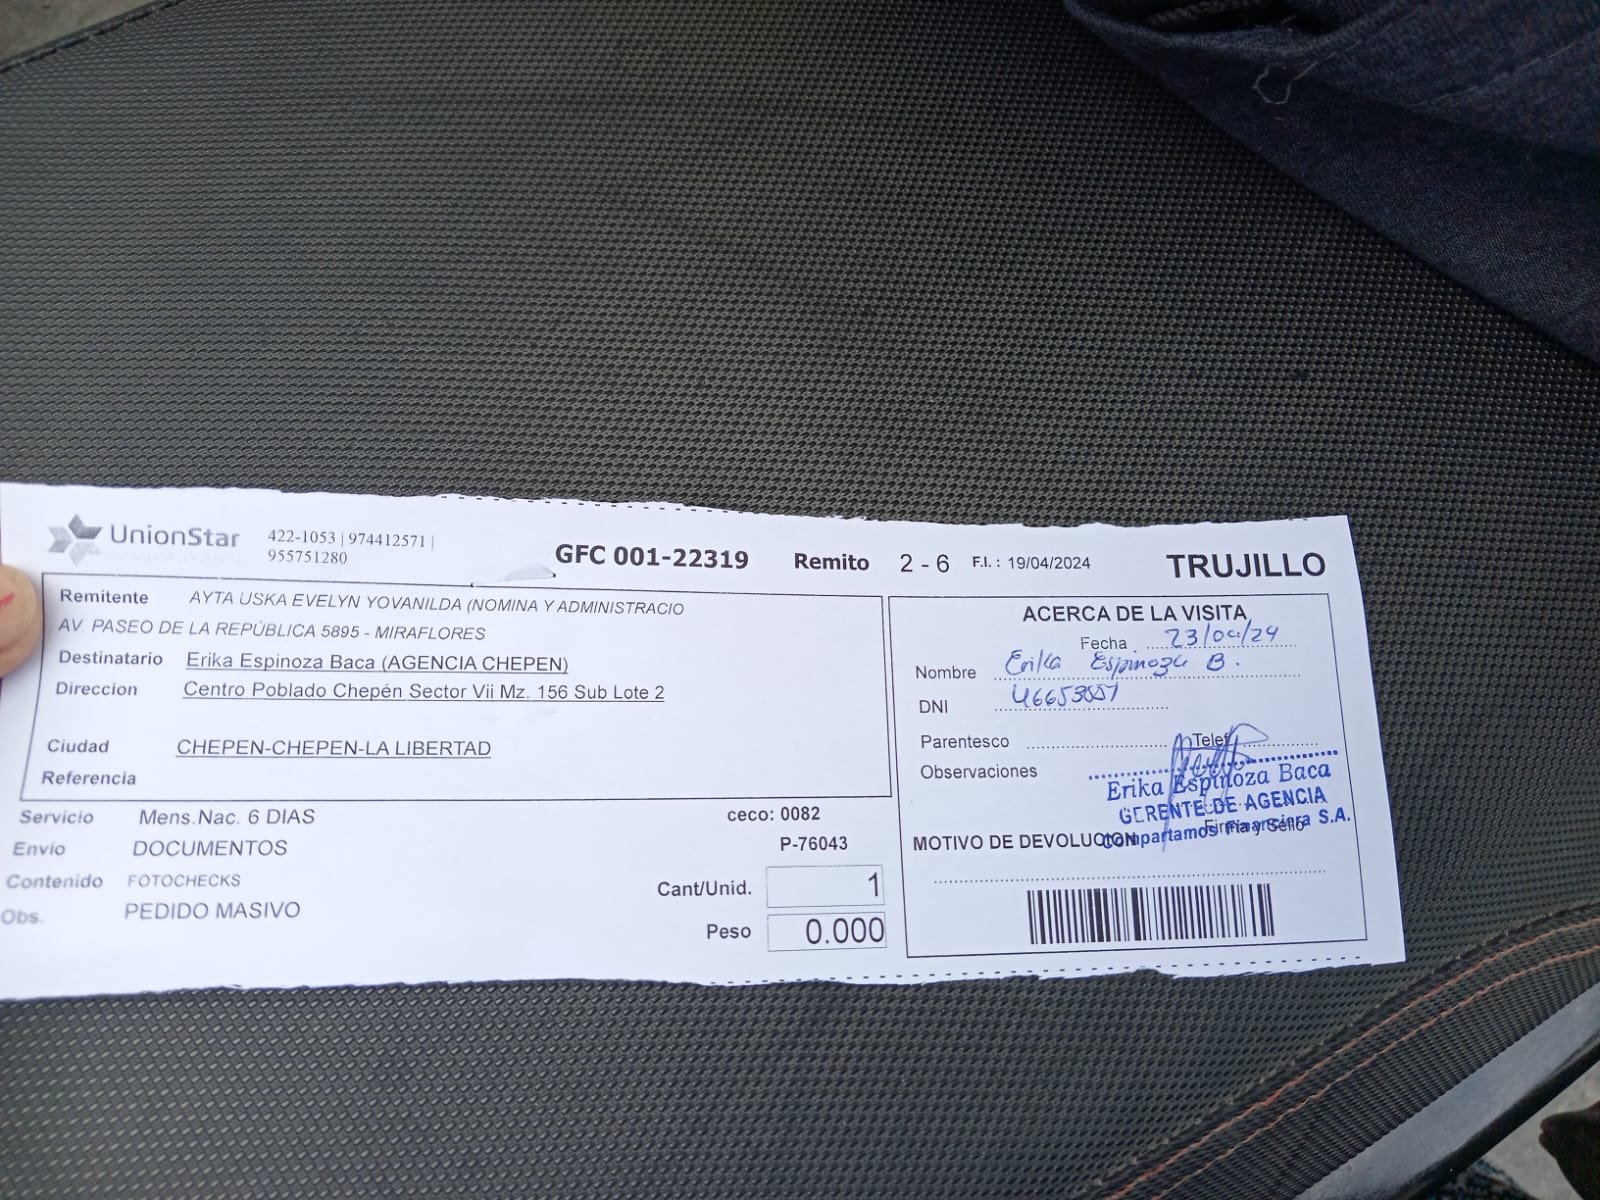 UnionStar 422-1053 | 974412571 |
955751280
GFC 001-22319 Remito 2 - 6 F.I. : 19/04/2024 TRUJILLO
Remitente AYTA USKA EVELYN YOVANILDA (NOMINA Y ADMINISTRACIO
AV. PASEO DE LA REPÚBLICA 5895 - MIRAFLORES
Destinatario Erika Espinoza Baca (AGENCIA CHEPEN)
Direccion Centro Poblado Chepén Sector Vii Mz. 156 Sub Lote 2
Ciudad CHEPEN-CHEPEN-LA LIBERTAD
Referencia
Servicio Mens.Nac. 6 DIAS
Envío DOCUMENTOS
Contenido FOTOCHECKS
Obs. PEDIDO MASIVO
ceco: 0082
P-76043
Cant/Unid. 1
Peso 0.000
ACERCA DE LA VISITA
Fecha 23/04/24
Nombre Erika Espinoza B.
DNI
Parentesco Telef
Observaciones
Erika Espinoza Baca
GERENTE DE AGENCIA
Compartamos Financiera S.A.
Firma y Sello
MOTIVO DE DEVOLUCION